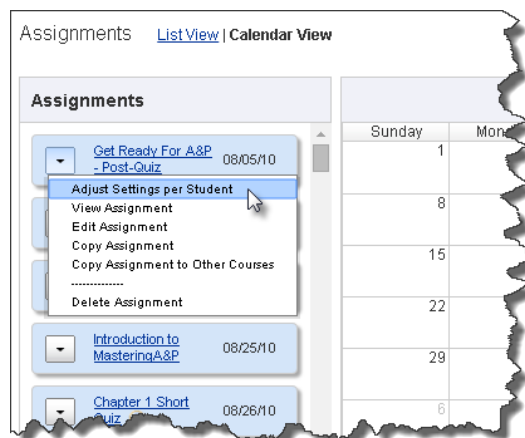 Assignments List View | Calendar View
Assignments
Sunday
Get Ready For A&P
- Post-Quiz
08/05/10
1
Adjust Settings per Student
View Assignment
Edit Assignment
Copy Assignment
Copy Assignment to Other Courses
--------------
Delete Assignment
8
15
22
Introduction to
MasteringA&P
08/25/10
29
Chapter 1 Short
Quiz
08/26/10
6